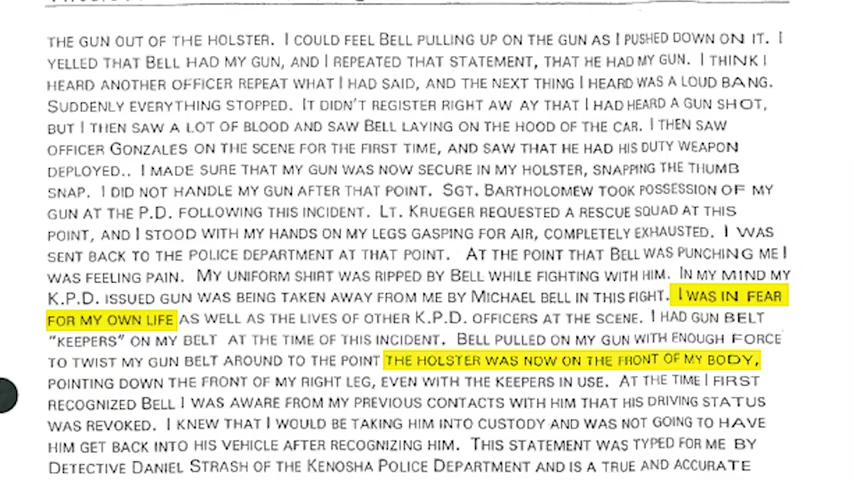 THE GUN OUT OF THE HOLSTER. I COULD FEEL BELL PULLING UP ON THE GUN AS I PUSHED DOWN ON IT. I
YELLED THAT BELL HAD MY GUN, AND I REPEATED THAT STATEMENT, THAT HE HAD MY GUN. I THINK I
HEARD ANOTHER OFFICER REPEAT WHAT I HAD SAID, AND THE NEXT THING I HEARD WAS A LOUD BANG.
SUDDENLY EVERYTHING STOPPED. IT DIDN'T REGISTER RIGHT AW AY THAT I HAD HEARD A GUN SHOT,
BUT I THEN SAW A LOT OF BLOOD AND SAW BELL LAYING ON THE HOOD OF THE CAR. I THEN SAW
OFFICER GONZALES ON THE SCENE FOR THE FIRST TIME, AND SAW THAT HE HAD HIS DUTY WEAPON
DEPLOYED.. I MADE SURE THAT MY GUN WAS NOW SECURE IN MY HOLSTER, SNAPPING THE THUMB
SNAP. I DID NOT HANDLE MY GUN AFTER THAT POINT. SGT. BARTHOLOMEW TOOK POSSESSION OF MY
GUN AT THE P.D. FOLLOWING THIS INCIDENT. LT. KRUEGER REQUESTED A RESCUE SQUAD AT THIS
POINT, AND I STOOD WITH MY HANDS ON MY LEGS GASPING FOR AIR, COMPLETELY EXHAUSTED. I WAS
SENT BACK TO THE POLICE DEPARTMENT AT THAT POINT. AT THE POINT THAT BELL WAS PUNCHING ME I
WAS FEELING PAIN. MY UNIFORM SHIRT WAS RIPPED BY BELL WHILE FIGHTING WITH HIM. IN MY MIND MY
K.P.D. ISSUED GUN WAS BEING TAKEN AWAY FROM ME BY MICHAEL BELL IN THIS FIGHT. I WAS IN FEAR
FOR MY OWN LIFE AS WELL AS THE LIVES OF OTHER K.P.D. OFFICERS AT THE SCENE. I HAD GUN BELT
"KEEPERS" ON MY BELT AT THE TIME OF THIS INCIDENT. BELL PULLED ON MY GUN WITH ENOUGH FORCE
TO TWIST MY GUN BELT AROUND TO THE POINT THE HOLSTER WAS NOW ON THE FRONT OF MY BODY,
POINTING DOWN THE FRONT OF MY RIGHT LEG, EVEN WITH THE KEEPERS IN USE. AT THE TIME I FIRST
RECOGNIZED BELL I WAS AWARE FROM MY PREVIOUS CONTACTS WITH HIM THAT HIS DRIVING STATUS
WAS REVOKED. I KNEW THAT I WOULD BE TAKING HIM INTO CUSTODY AND WAS NOT GOING TO HAVE
HIM GET BACK INTO HIS VEHICLE AFTER RECOGNIZING HIM. THIS STATEMENT WAS TYPED FOR ME BY
DETECTIVE DANIEL STRASH OF THE KENOSHA POLICE DEPARTMENT AND IS A TRUE AND ACCURATE